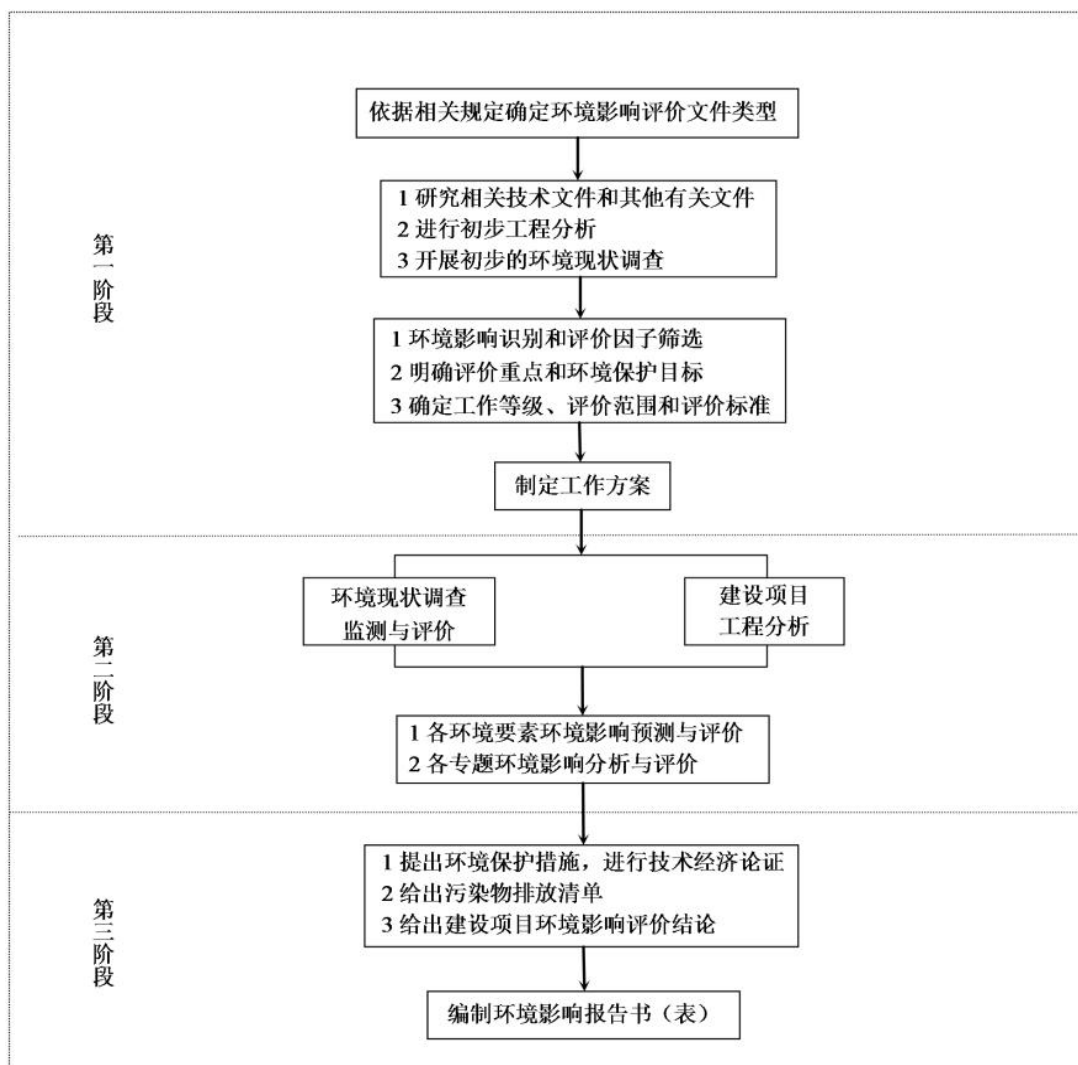 依据相关规定确定环境影响评价文件类型
1 研究相关技术文件和其他有关文件
2 进行初步工程分析
3 开展初步的环境现状调查
第一阶段
1 环境影响识别和评价因子筛选
2 明确评价重点和环境保护目标
3 确定工作等级、评价范围和评价标准
制定工作方案
环境现状调查
监测与评价
建设项目
工程分析
第二阶段
1 各环境要素环境影响预测与评价
2 各专题环境影响分析与评价
1 提出环境保护措施，进行技术经济论证
2 给出污染物排放清单
3 给出建设项目环境影响评价结论
第三阶段
编制环境影响报告书（表）